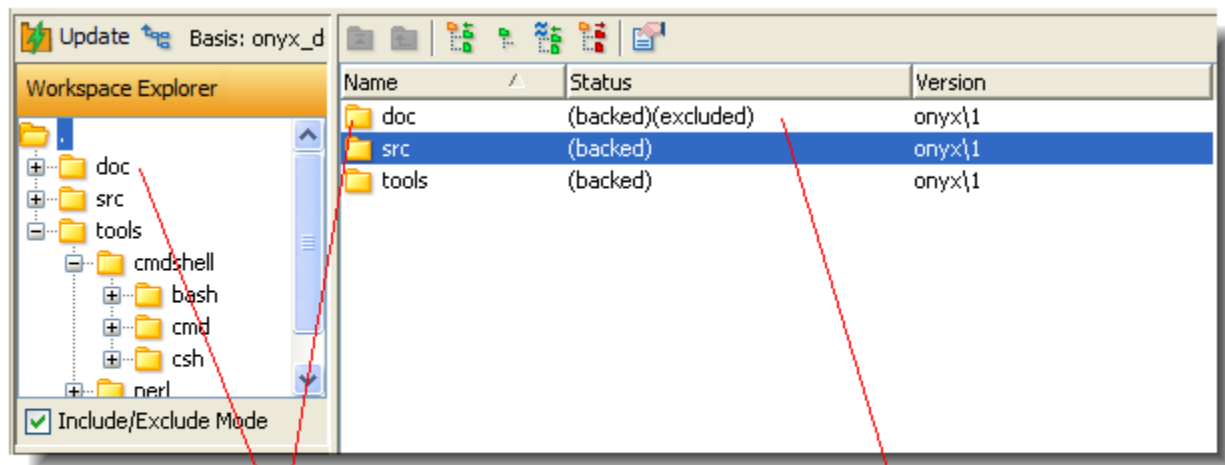 Update Basis: onyx_d
Workspace Explorer
.
doc
src
tools
cmdshell
bash
cmd
csh
perl
Include/Exclude Mode
Name Status Version
doc (backed)(excluded) onyx\1
src (backed) onyx\1
tools (backed) onyx\1